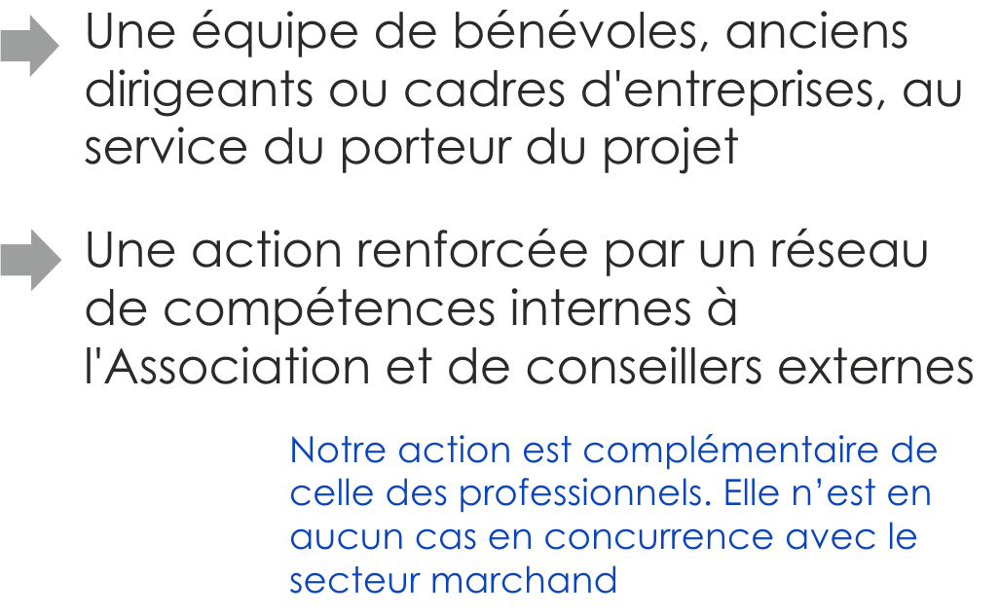 Une équipe de bénévoles, anciens
dirigeants ou cadres d'entreprises, au
service du porteur du projet
Une action renforcée par un réseau
de compétences internes à
l'Association et de conseillers externes
Notre action est complémentaire de
celle des professionnels. Elle n’est en
aucun cas en concurrence avec le
secteur marchand